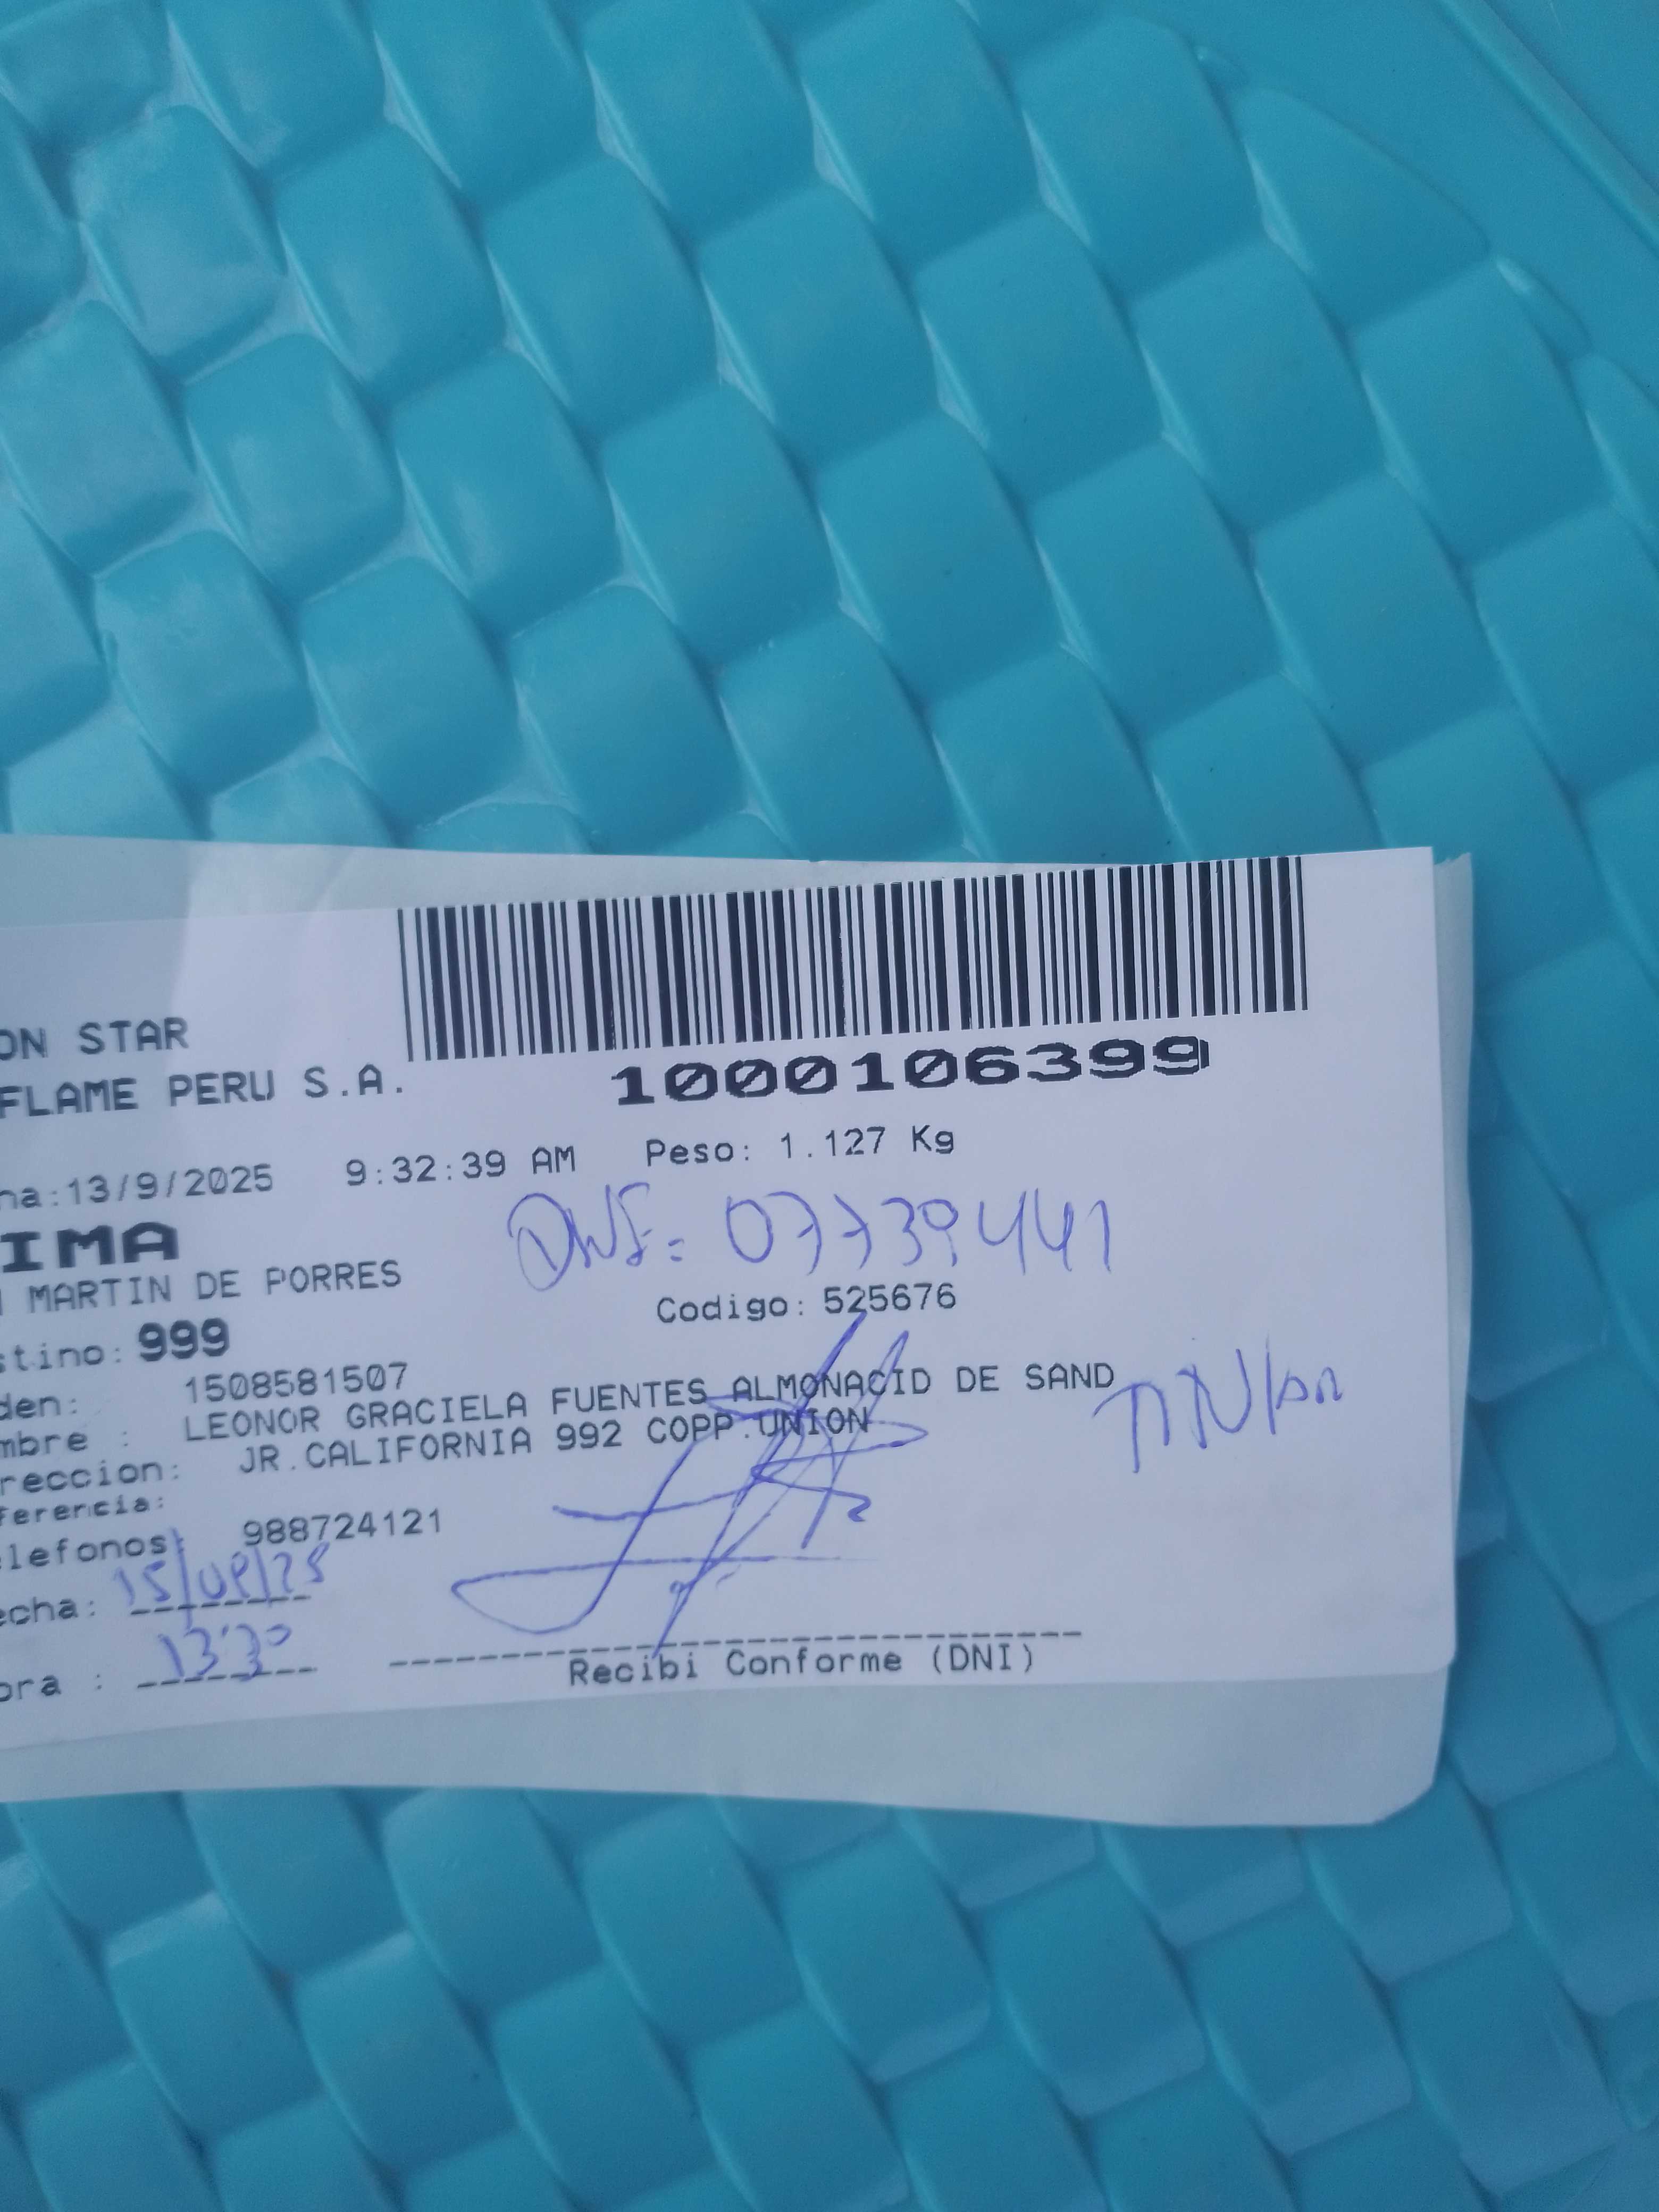 ON STAR
FLAME PERU S.A.
1000106399
na:13/9/2025 9:32:39 AM Peso: 1.127 Kg
IMA
DNI: 07739441
MARTIN DE PORRES
Codigo: 525676
stino: 999
den: 1508581507
mbre : LEONOR GRACIELA FUENTES ALMONACID DE SAND
reccion: JR.CALIFORNIA 992 COPP.UNION
ferencia:
lefonos: 988724121
echa: 15/09/25
ora : 13:30
Recibi Conforme (DNI)